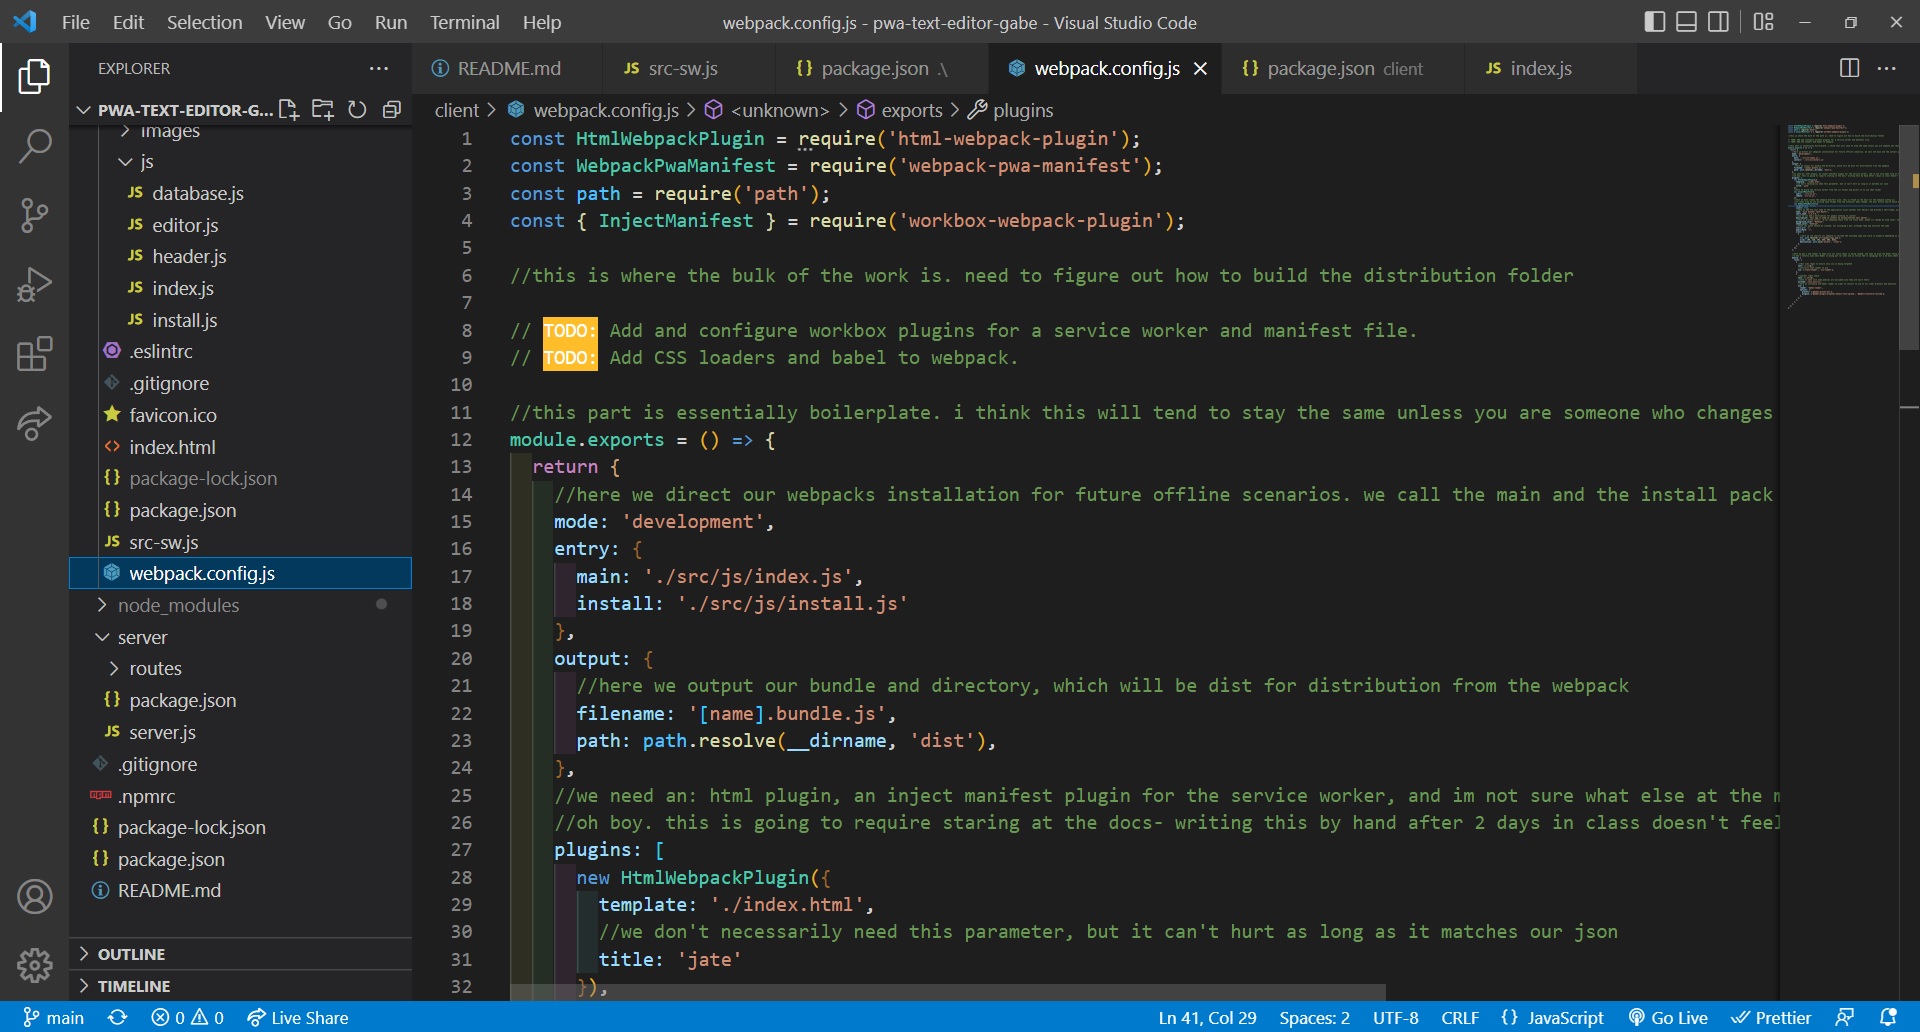 File Edit Selection View Go Run Terminal Help
webpack.config.js - pwa-text-editor-gabe - Visual Studio Code
EXPLORER
PWA-TEXT-EDITOR-G...
images
js
JS database.js
JS editor.js
JS header.js
JS index.js
JS install.js
.eslintrc
.gitignore
favicon.ico
<> index.html
{} package-lock.json
{} package.json
JS src-sw.js
webpack.config.js
node_modules
server
routes
{} package.json
JS server.js
.gitignore
.npmrc
{} package-lock.json
{} package.json
README.md
OUTLINE
TIMELINE
README.md
JS src-sw.js
{} package.json .\
webpack.config.js
{} package.json client
JS index.js
client > webpack.config.js > <unknown> > exports > plugins
1 const HtmlWebpackPlugin = require('html-webpack-plugin');
2 const WebpackPwaManifest = require('webpack-pwa-manifest');
3 const path = require('path');
4 const { InjectManifest } = require('workbox-webpack-plugin');
5
6 //this is where the bulk of the work is. need to figure out how to build the distribution folder
7
8 // TODO: Add and configure workbox plugins for a service worker and manifest file.
9 // TODO: Add CSS loaders and babel to webpack.
10
11 //this part is essentially boilerplate. i think this will tend to stay the same unless you are someone who changes
12 module.exports = () => {
13 return {
14 //here we direct our webpacks installation for future offline scenarios. we call the main and the install pack
15 mode: 'development',
16 entry: {
17 main: './src/js/index.js',
18 install: './src/js/install.js'
19 },
20 output: {
21 //here we output our bundle and directory, which will be dist for distribution from the webpack
22 filename: '[name].bundle.js',
23 path: path.resolve(__dirname, 'dist'),
24 },
25 //we need an: html plugin, an inject manifest plugin for the service worker, and im not sure what else at the m
26 //oh boy. this is going to require staring at the docs- writing this by hand after 2 days in class doesn't feel
27 plugins: [
28 new HtmlWebpackPlugin({
29 template: './index.html',
30 //we don't necessarily need this parameter, but it can't hurt as long as it matches our json
31 title: 'jate'
32 }),
main 0 0 Live Share
Ln 41, Col 29 Spaces: 2 UTF-8 CRLF {} JavaScript Go Live Prettier